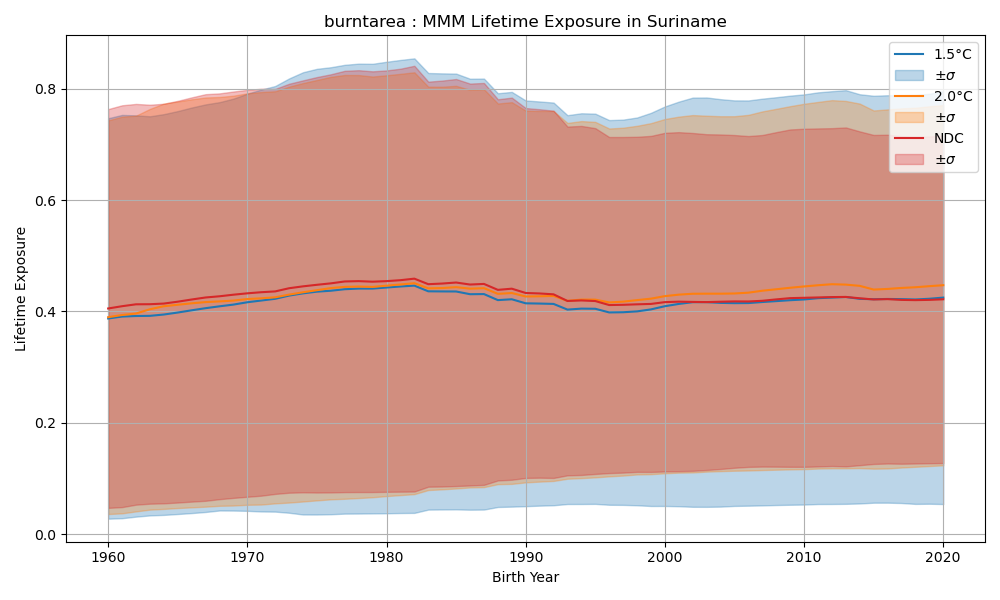 burntarea : MMM Lifetime Exposure in Suriname
1.5°C
±σ
2.0°C
±σ
NDC
±σ
Lifetime Exposure
0.8
0.6
0.4
0.2
0.0
1960 1970 1980 1990 2000 2010 2020
Birth Year